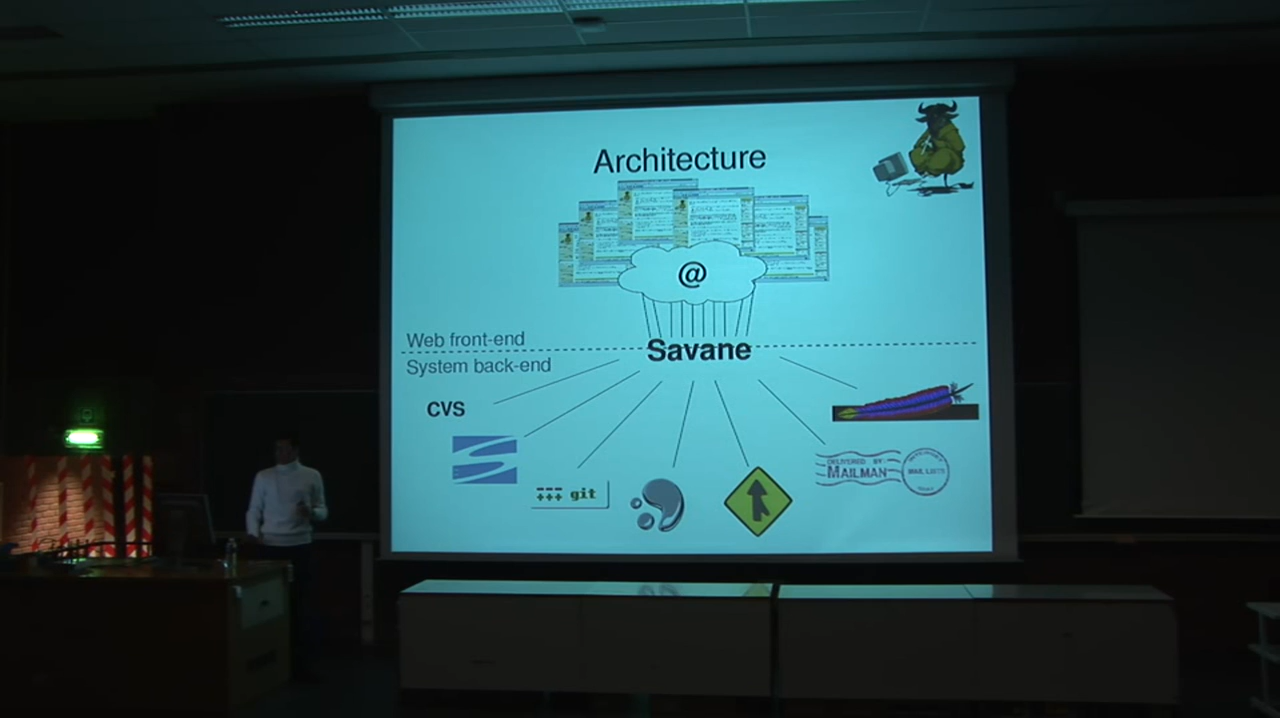 Architecture
@
Web front-end
Savane
System back-end
CVS
git
DELIVERED BY:
MAILMAN
MAIL LISTS